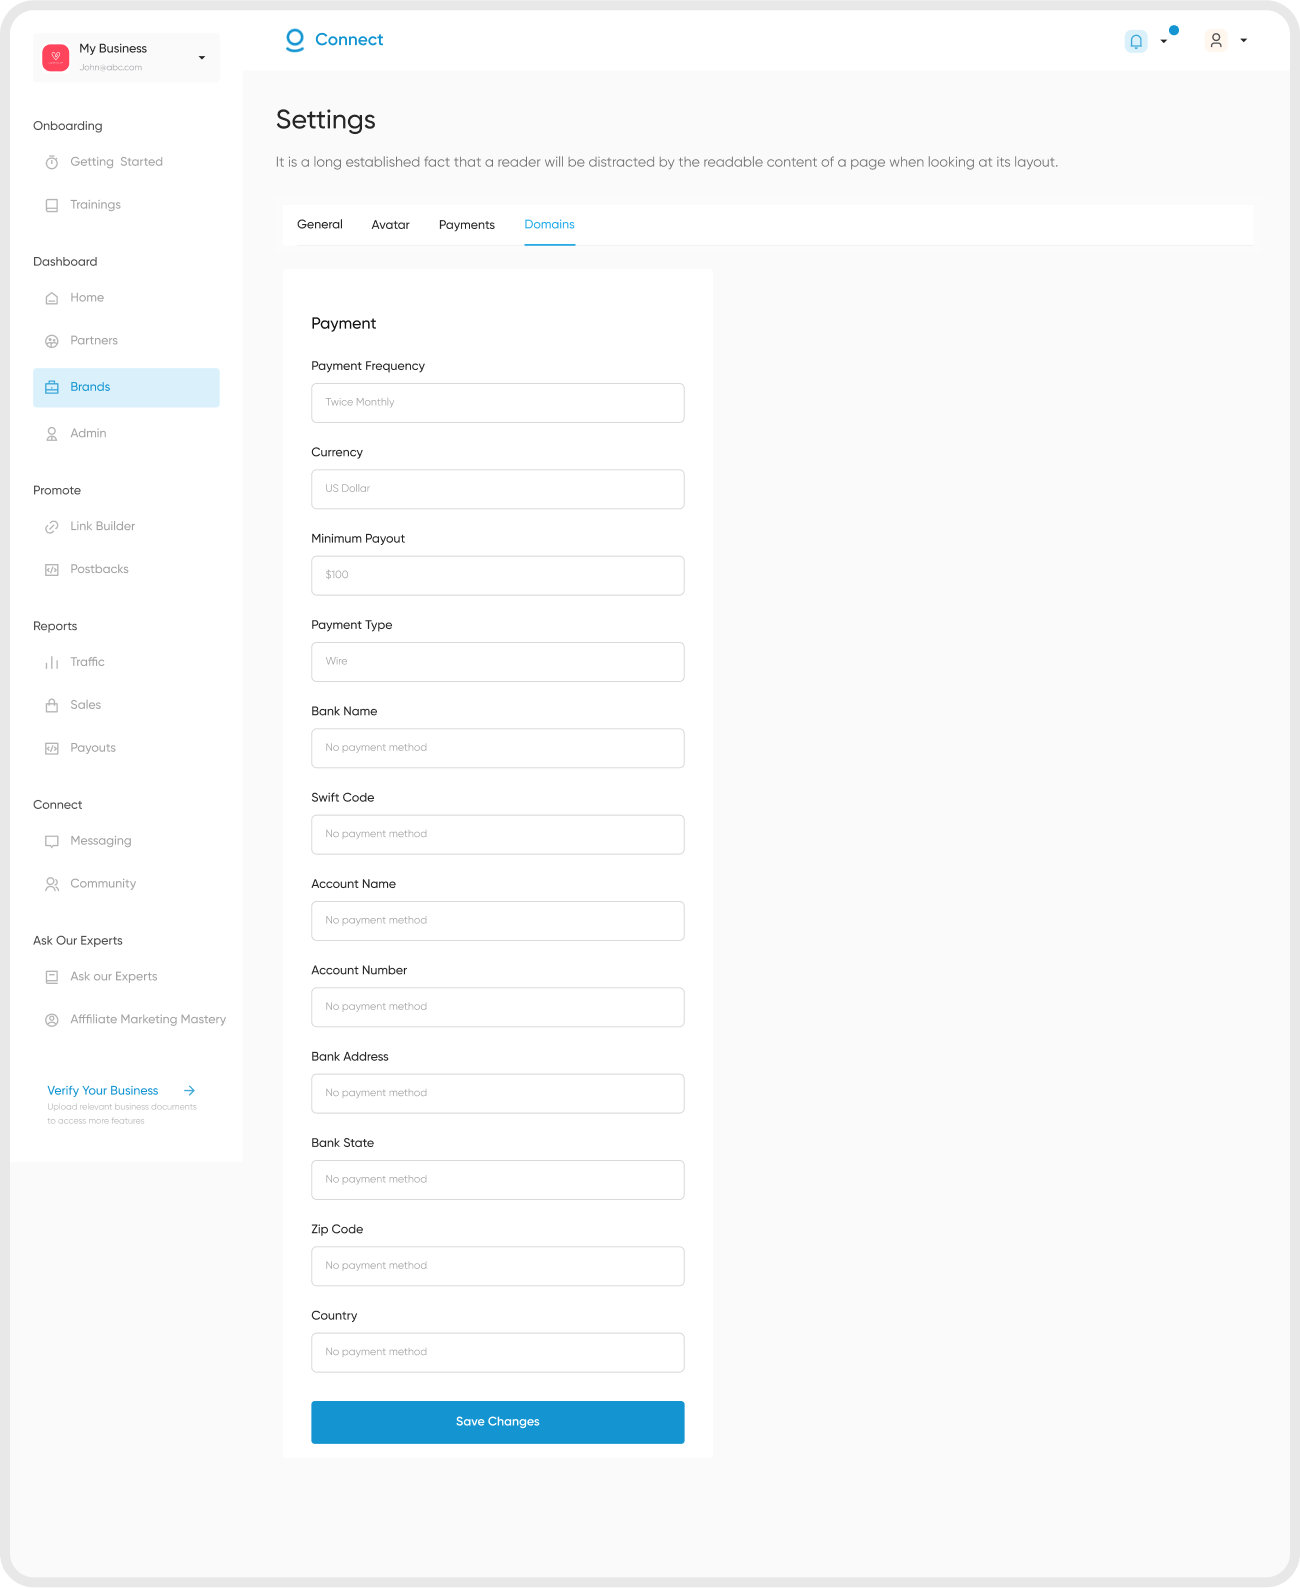 My Business
John@abc.com
Onboarding
Getting Started
Trainings
Dashboard
Home
Partners
Brands
Admin
Promote
Link Builder
Postbacks
Reports
Traffic
Sales
Payouts
Connect
Messaging
Community
Ask Our Experts
Ask our Experts
Afffiliate Marketing Mastery
Verify Your Business
Upload relevant business documents
to access more features
Connect
Settings
It is a long established fact that a reader will be distracted by the readable content of a page when looking at its layout.
General Avatar Payments Domains
Payment
Payment Frequency
Twice Monthly
Currency
US Dollar
Minimum Payout
$100
Payment Type
Wire
Bank Name
No payment method
Swift Code
No payment method
Account Name
No payment method
Account Number
No payment method
Bank Address
No payment method
Bank State
No payment method
Zip Code
No payment method
Country
No payment method
Save Changes